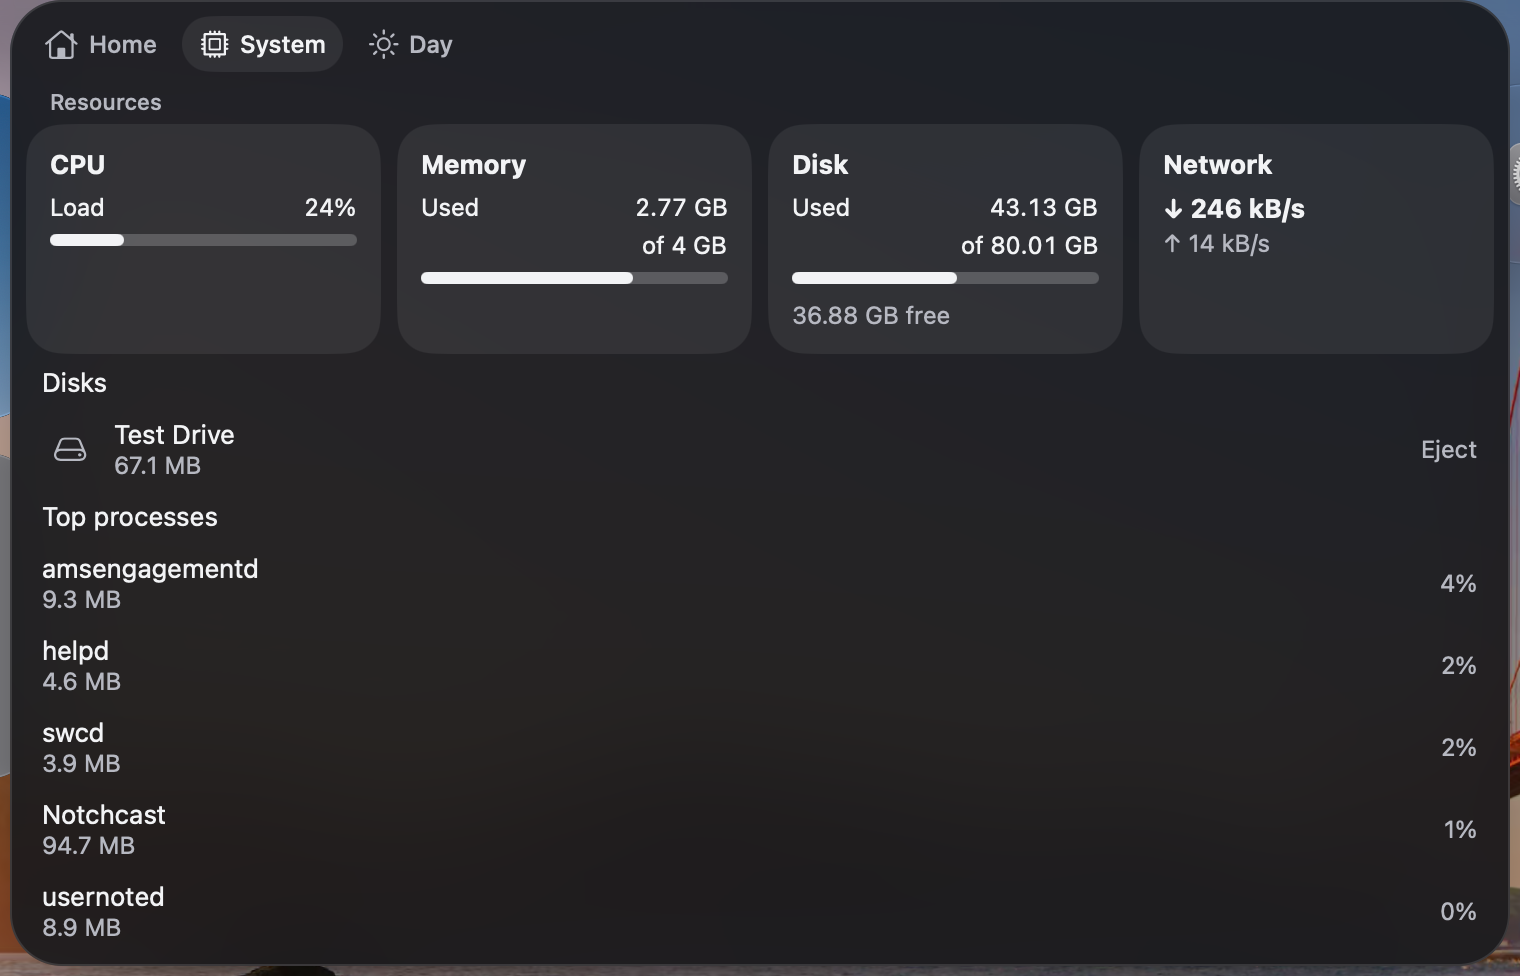 Home System Day
Resources
CPU
Load 24%
Memory
Used 2.77 GB
of 4 GB
Disk
Used 43.13 GB
of 80.01 GB
36.88 GB free
Network
↓ 246 kB/s
↑ 14 kB/s
Disks
Test Drive
67.1 MB
Eject
Top processes
amsengagementd
9.3 MB
4%
helpd
4.6 MB
2%
swcd
3.9 MB
2%
Notchcast
94.7 MB
1%
usernoted
8.9 MB
0%